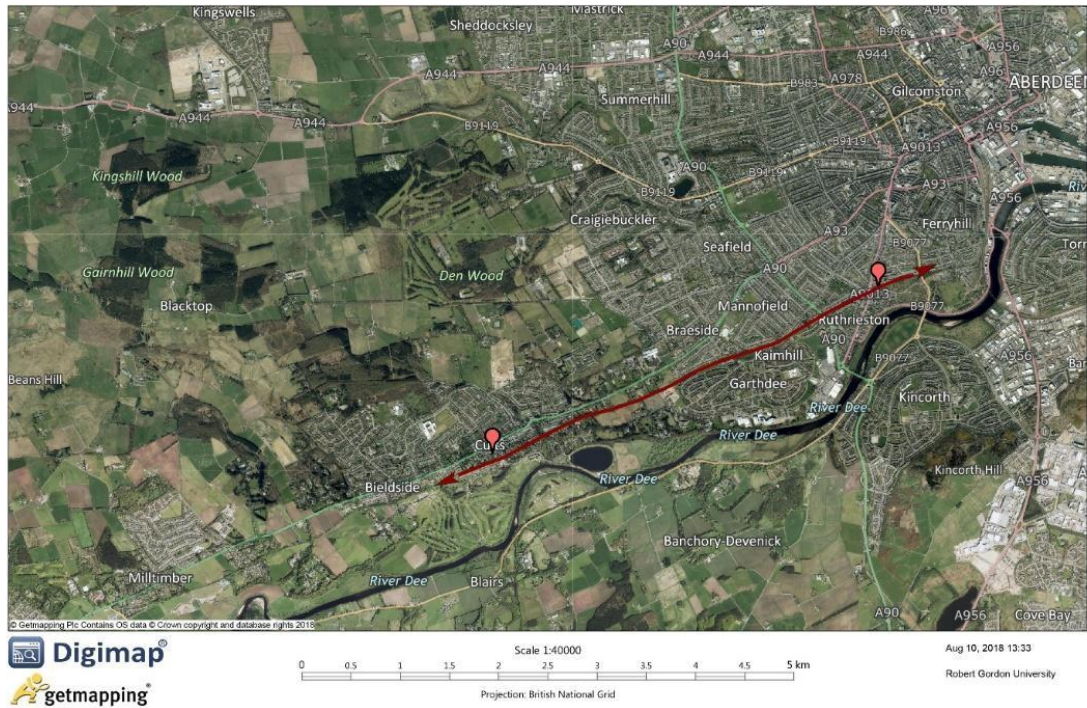 Kingswells
Sheddocksley
Mastrick
A90
A96
B986
A956
A944
A944
A944
A978
A96
B983
Gilcomston
ABERDEEN
Summerhill
A944
A944
A944
B9119
B9119
A956
A9013
A90
B9119
Kingshill Wood
B9119
A93
A956
Craigiebuckler
Ferryhill
A93
Seafield
B9077
Gairnhill Wood
Den Wood
A90
Blacktop
A9013
Mannofield
B9077
Ruthrieston
Braeside
A90
A956
Kaimhill
B9077
Beans Hill
Garthdee
Kincorth
River Dee
River Dee
Cults
Kincorth Hill
Bieldside
River Dee
A956
Banchory-Devenick
Milltimber
River Dee
Blairs
A90
A956
Cove Bay
© Getmapping Plc Contains OS data © Crown copyright and database rights 2018
Digimap®
getmapping®
Scale 1:40000
0 0.5 1 1.5 2 2.5 3 3.5 4 4.5 5 km
Projection: British National Grid
Aug 10, 2018 13:33
Robert Gordon University